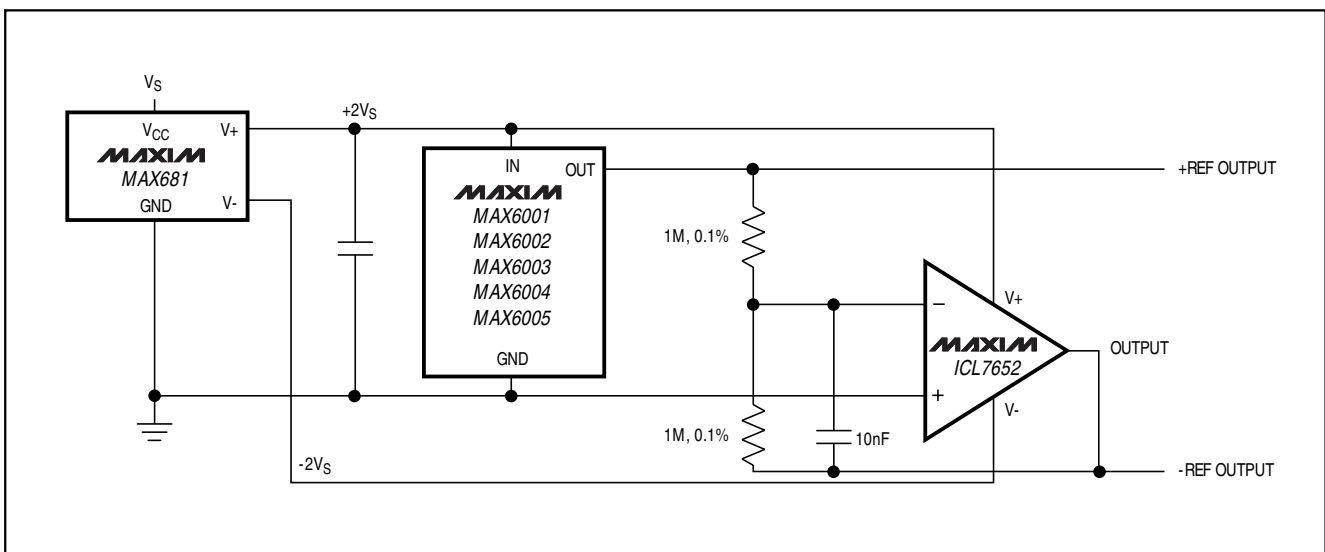 VS
VCC
V+
MAXIM
MAX681
GND
V-
+2VS
IN
OUT
MAXIM
MAX6001
MAX6002
MAX6003
MAX6004
MAX6005
GND
-2VS
+REF OUTPUT
1M, 0.1%
1M, 0.1%
10nF
−
+
V+
MAXIM
ICL7652
V-
OUTPUT
-REF OUTPUT